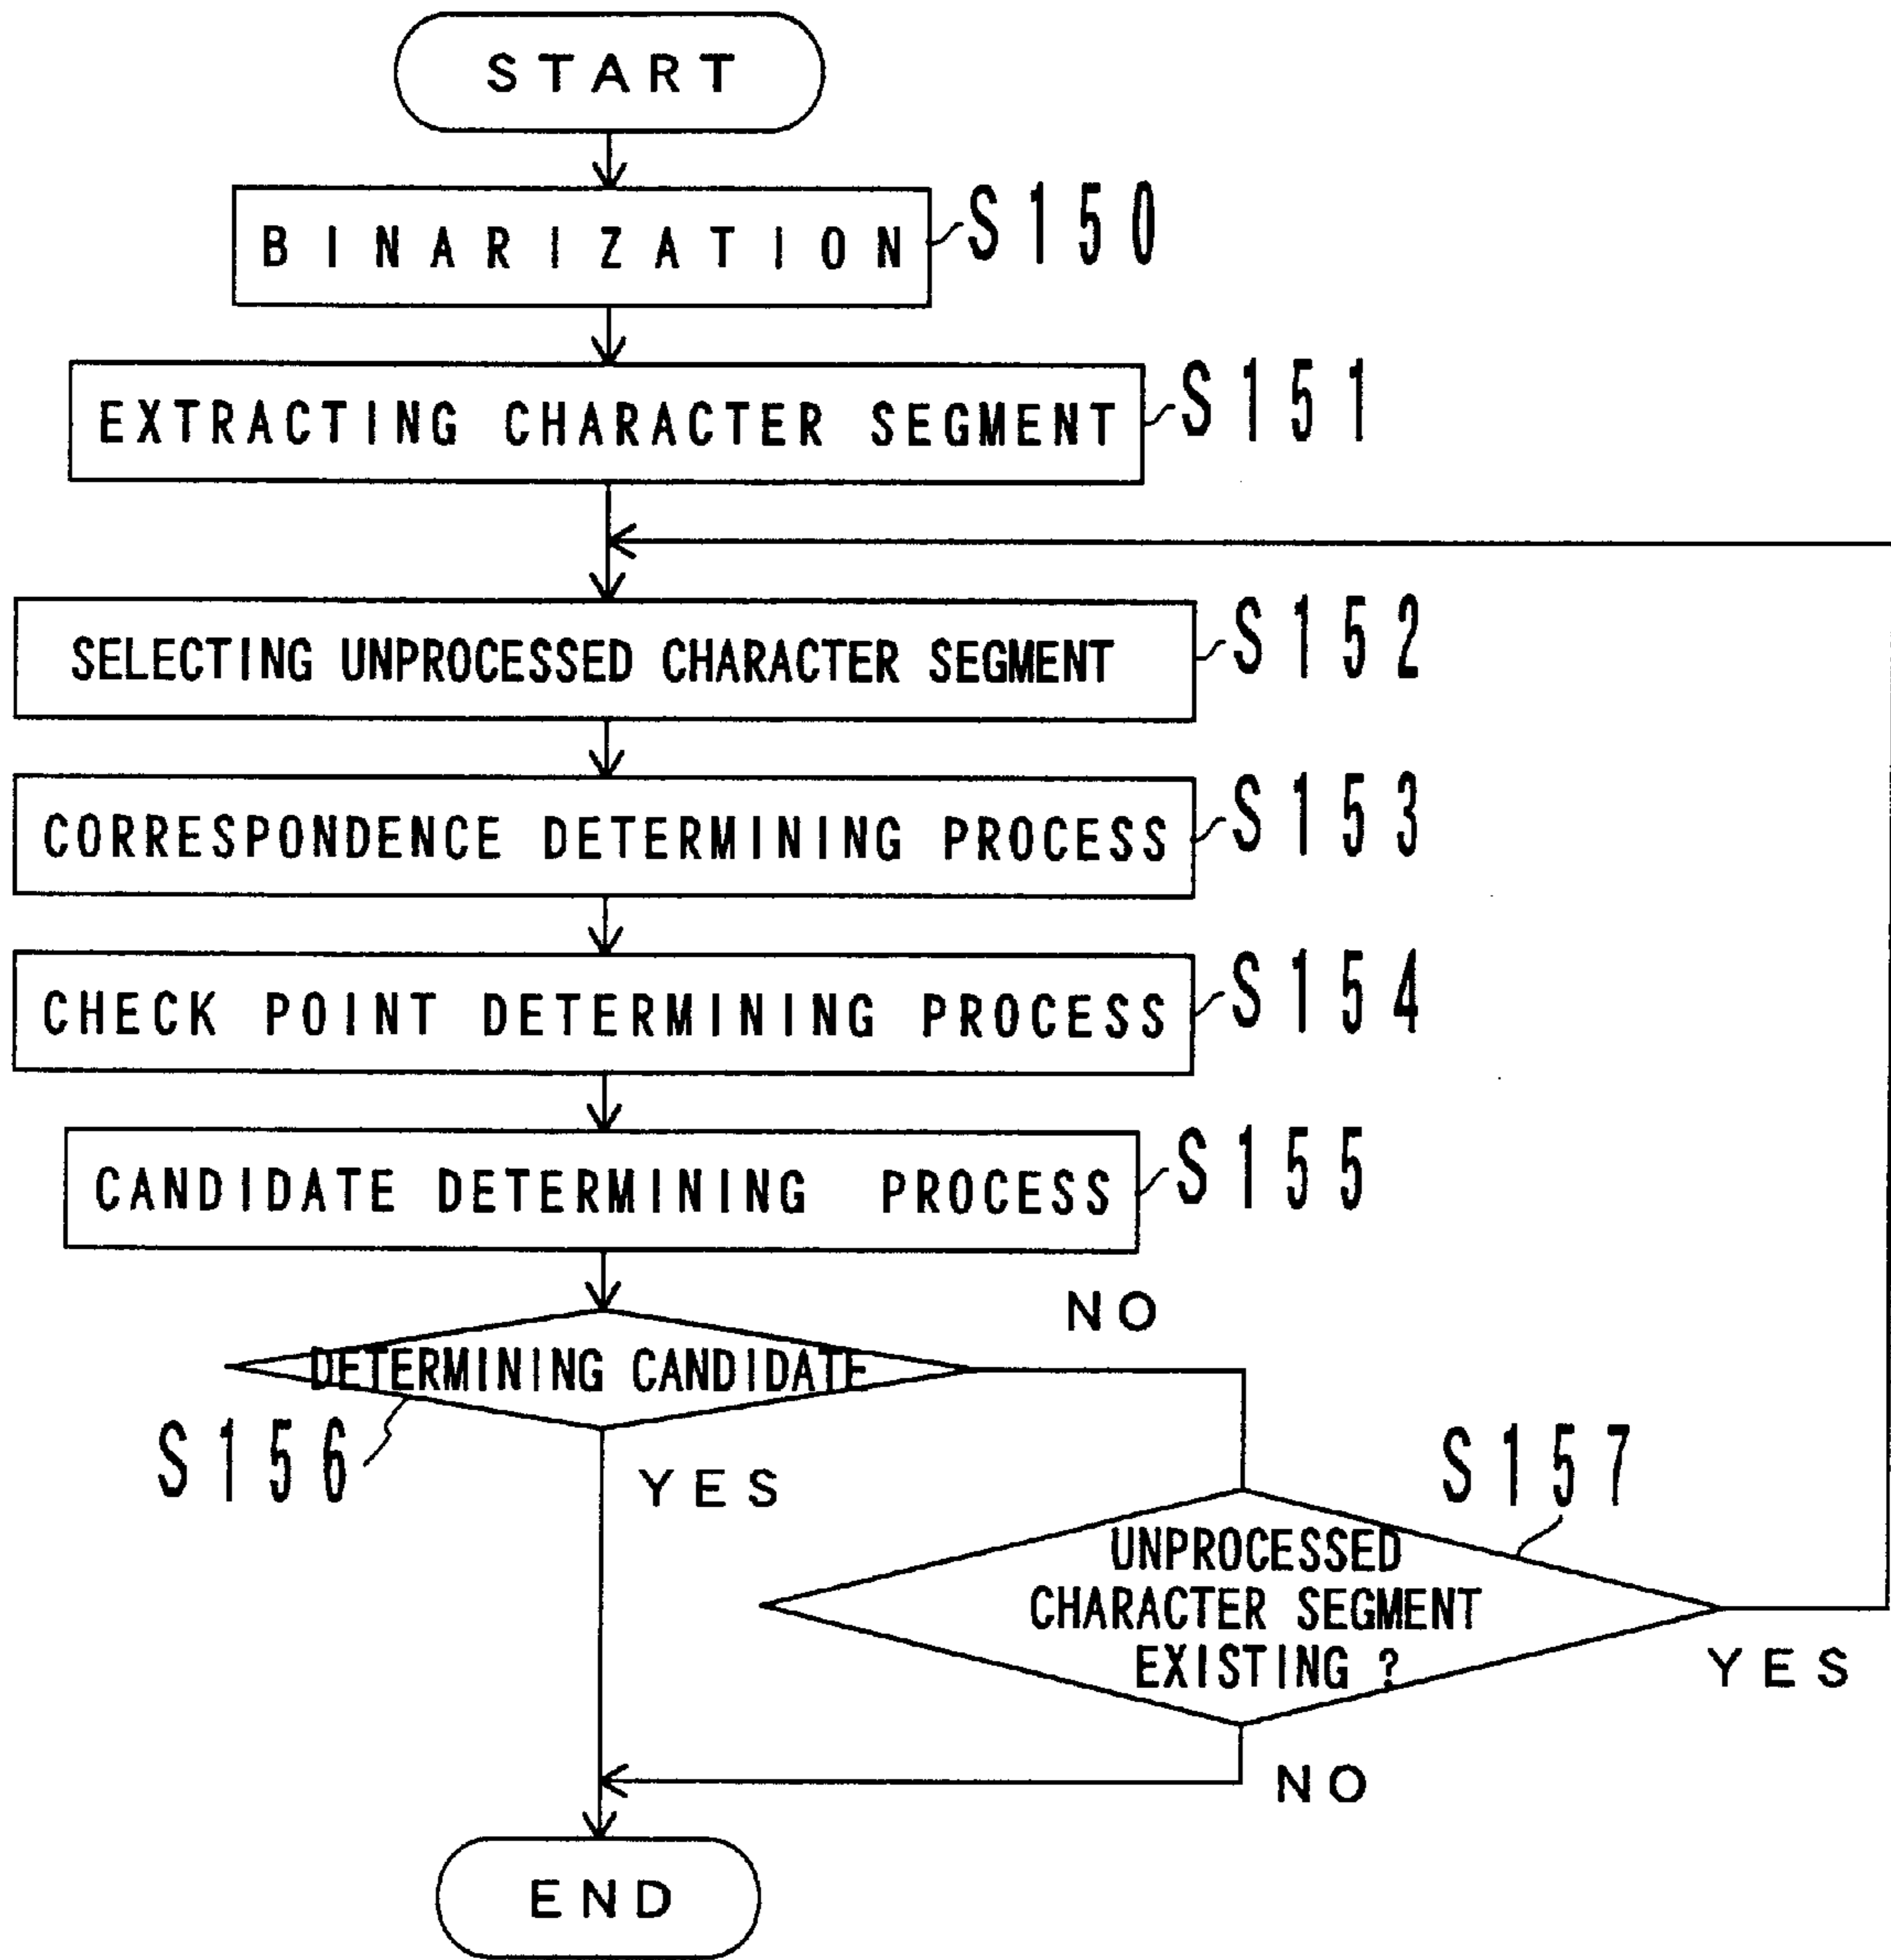 START
BINARIZATION
S150
EXTRACTING CHARACTER SEGMENT
S151
SELECTING UNPROCESSED CHARACTER SEGMENT
S152
CORRESPONDENCE DETERMINING PROCESS
S153
CHECK POINT DETERMINING PROCESS
S154
CANDIDATE DETERMINING PROCESS
S155
NO
DETERMINING CANDIDATE
S156
YES
S157
UNPROCESSED
CHARACTER SEGMENT
EXISTING ?
YES
NO
END